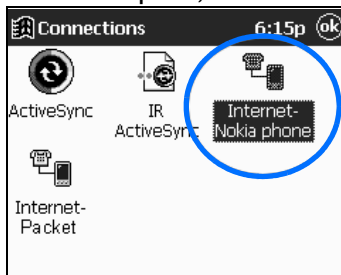 Connections 6:15p ok
ActiveSync
IR
ActiveSync
Internet-
Nokia phone
Internet-
Packet